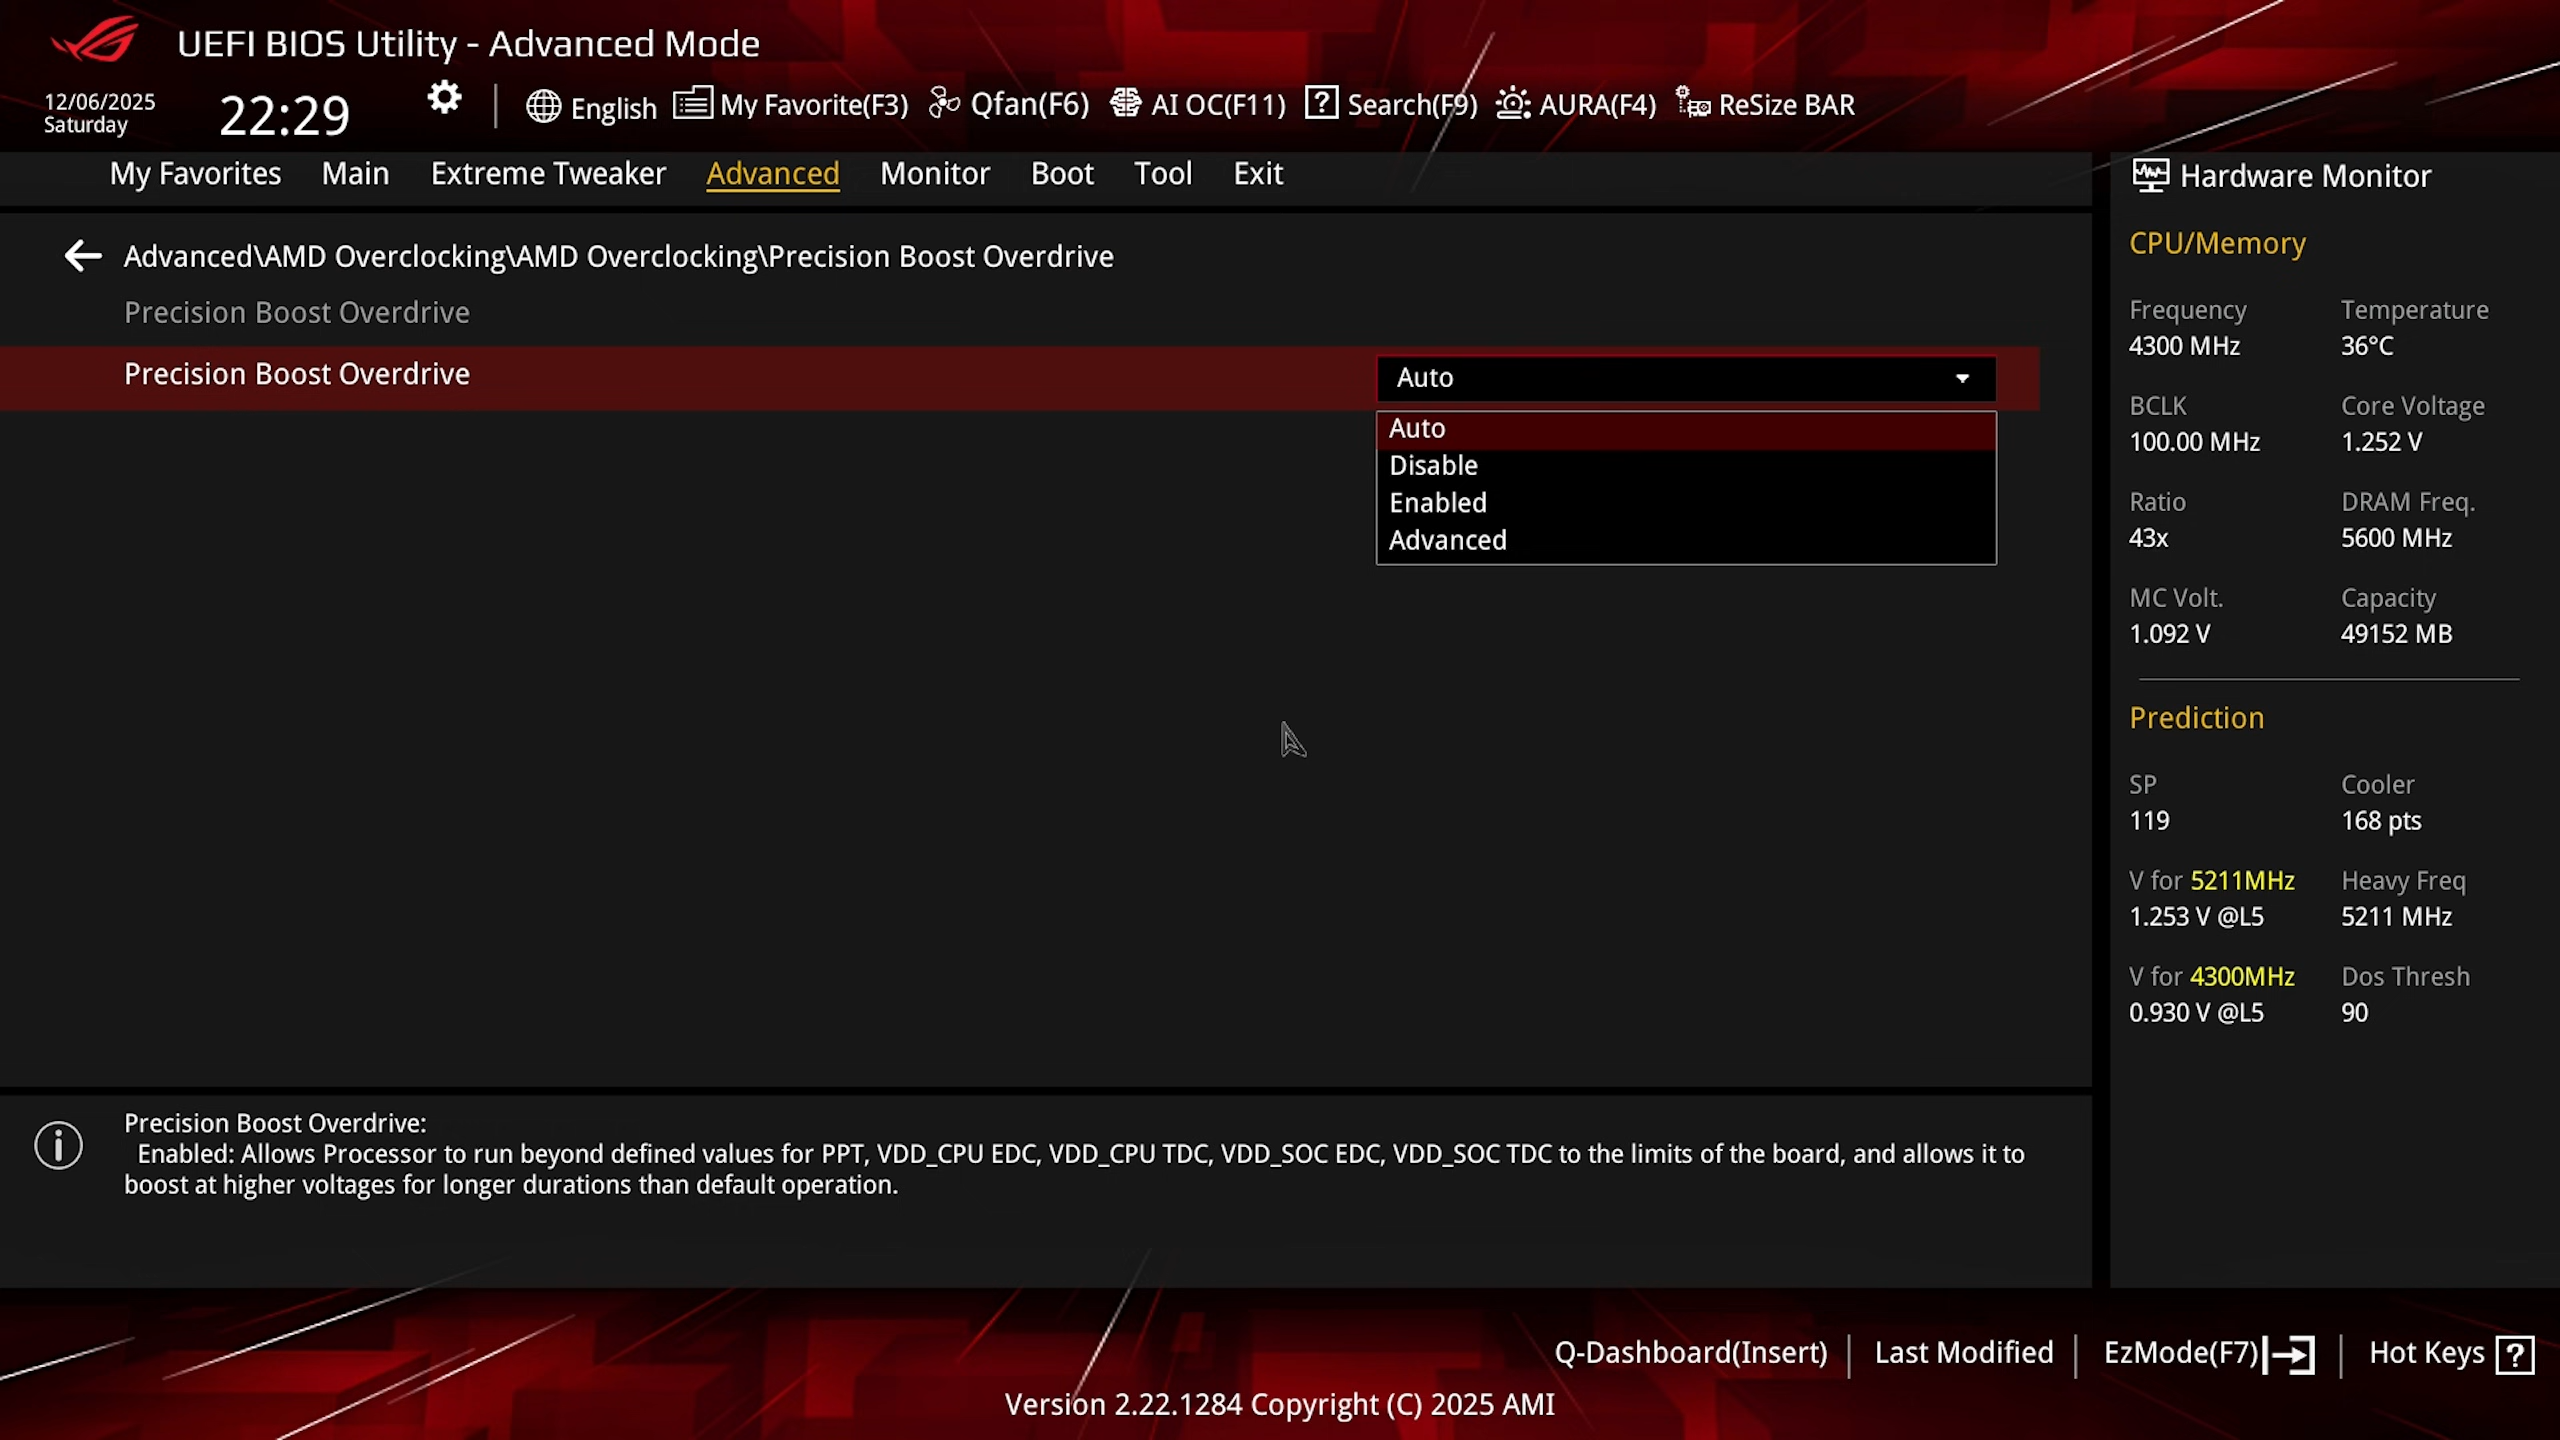 UEFI BIOS Utility - Advanced Mode
12/06/2025
Saturday
22:29
English
My Favorite(F3)
Qfan(F6)
AI OC(F11)
Search(F9)
AURA(F4)
ReSize BAR
My Favorites
Main
Extreme Tweaker
Advanced
Monitor
Boot
Tool
Exit
Advanced\AMD Overclocking\AMD Overclocking\Precision Boost Overdrive
Precision Boost Overdrive
Precision Boost Overdrive
Auto
Auto
Disable
Enabled
Advanced
Hardware Monitor
CPU/Memory
Frequency Temperature
4300 MHz 36°C
BCLK Core Voltage
100.00 MHz 1.252 V
Ratio DRAM Freq.
43x 5600 MHz
MC Volt. Capacity
1.092 V 49152 MB
Prediction
SP Cooler
119 168 pts
V for 5211MHz Heavy Freq
1.253 V @L5 5211 MHz
V for 4300MHz Dos Thresh
0.930 V @L5 90
Precision Boost Overdrive:
Enabled: Allows Processor to run beyond defined values for PPT, VDD_CPU EDC, VDD_CPU TDC, VDD_SOC EDC, VDD_SOC TDC to the limits of the board, and allows it to
boost at higher voltages for longer durations than default operation.
Q-Dashboard(Insert)
Last Modified
EzMode(F7)
Hot Keys ?
Version 2.22.1284 Copyright (C) 2025 AMI